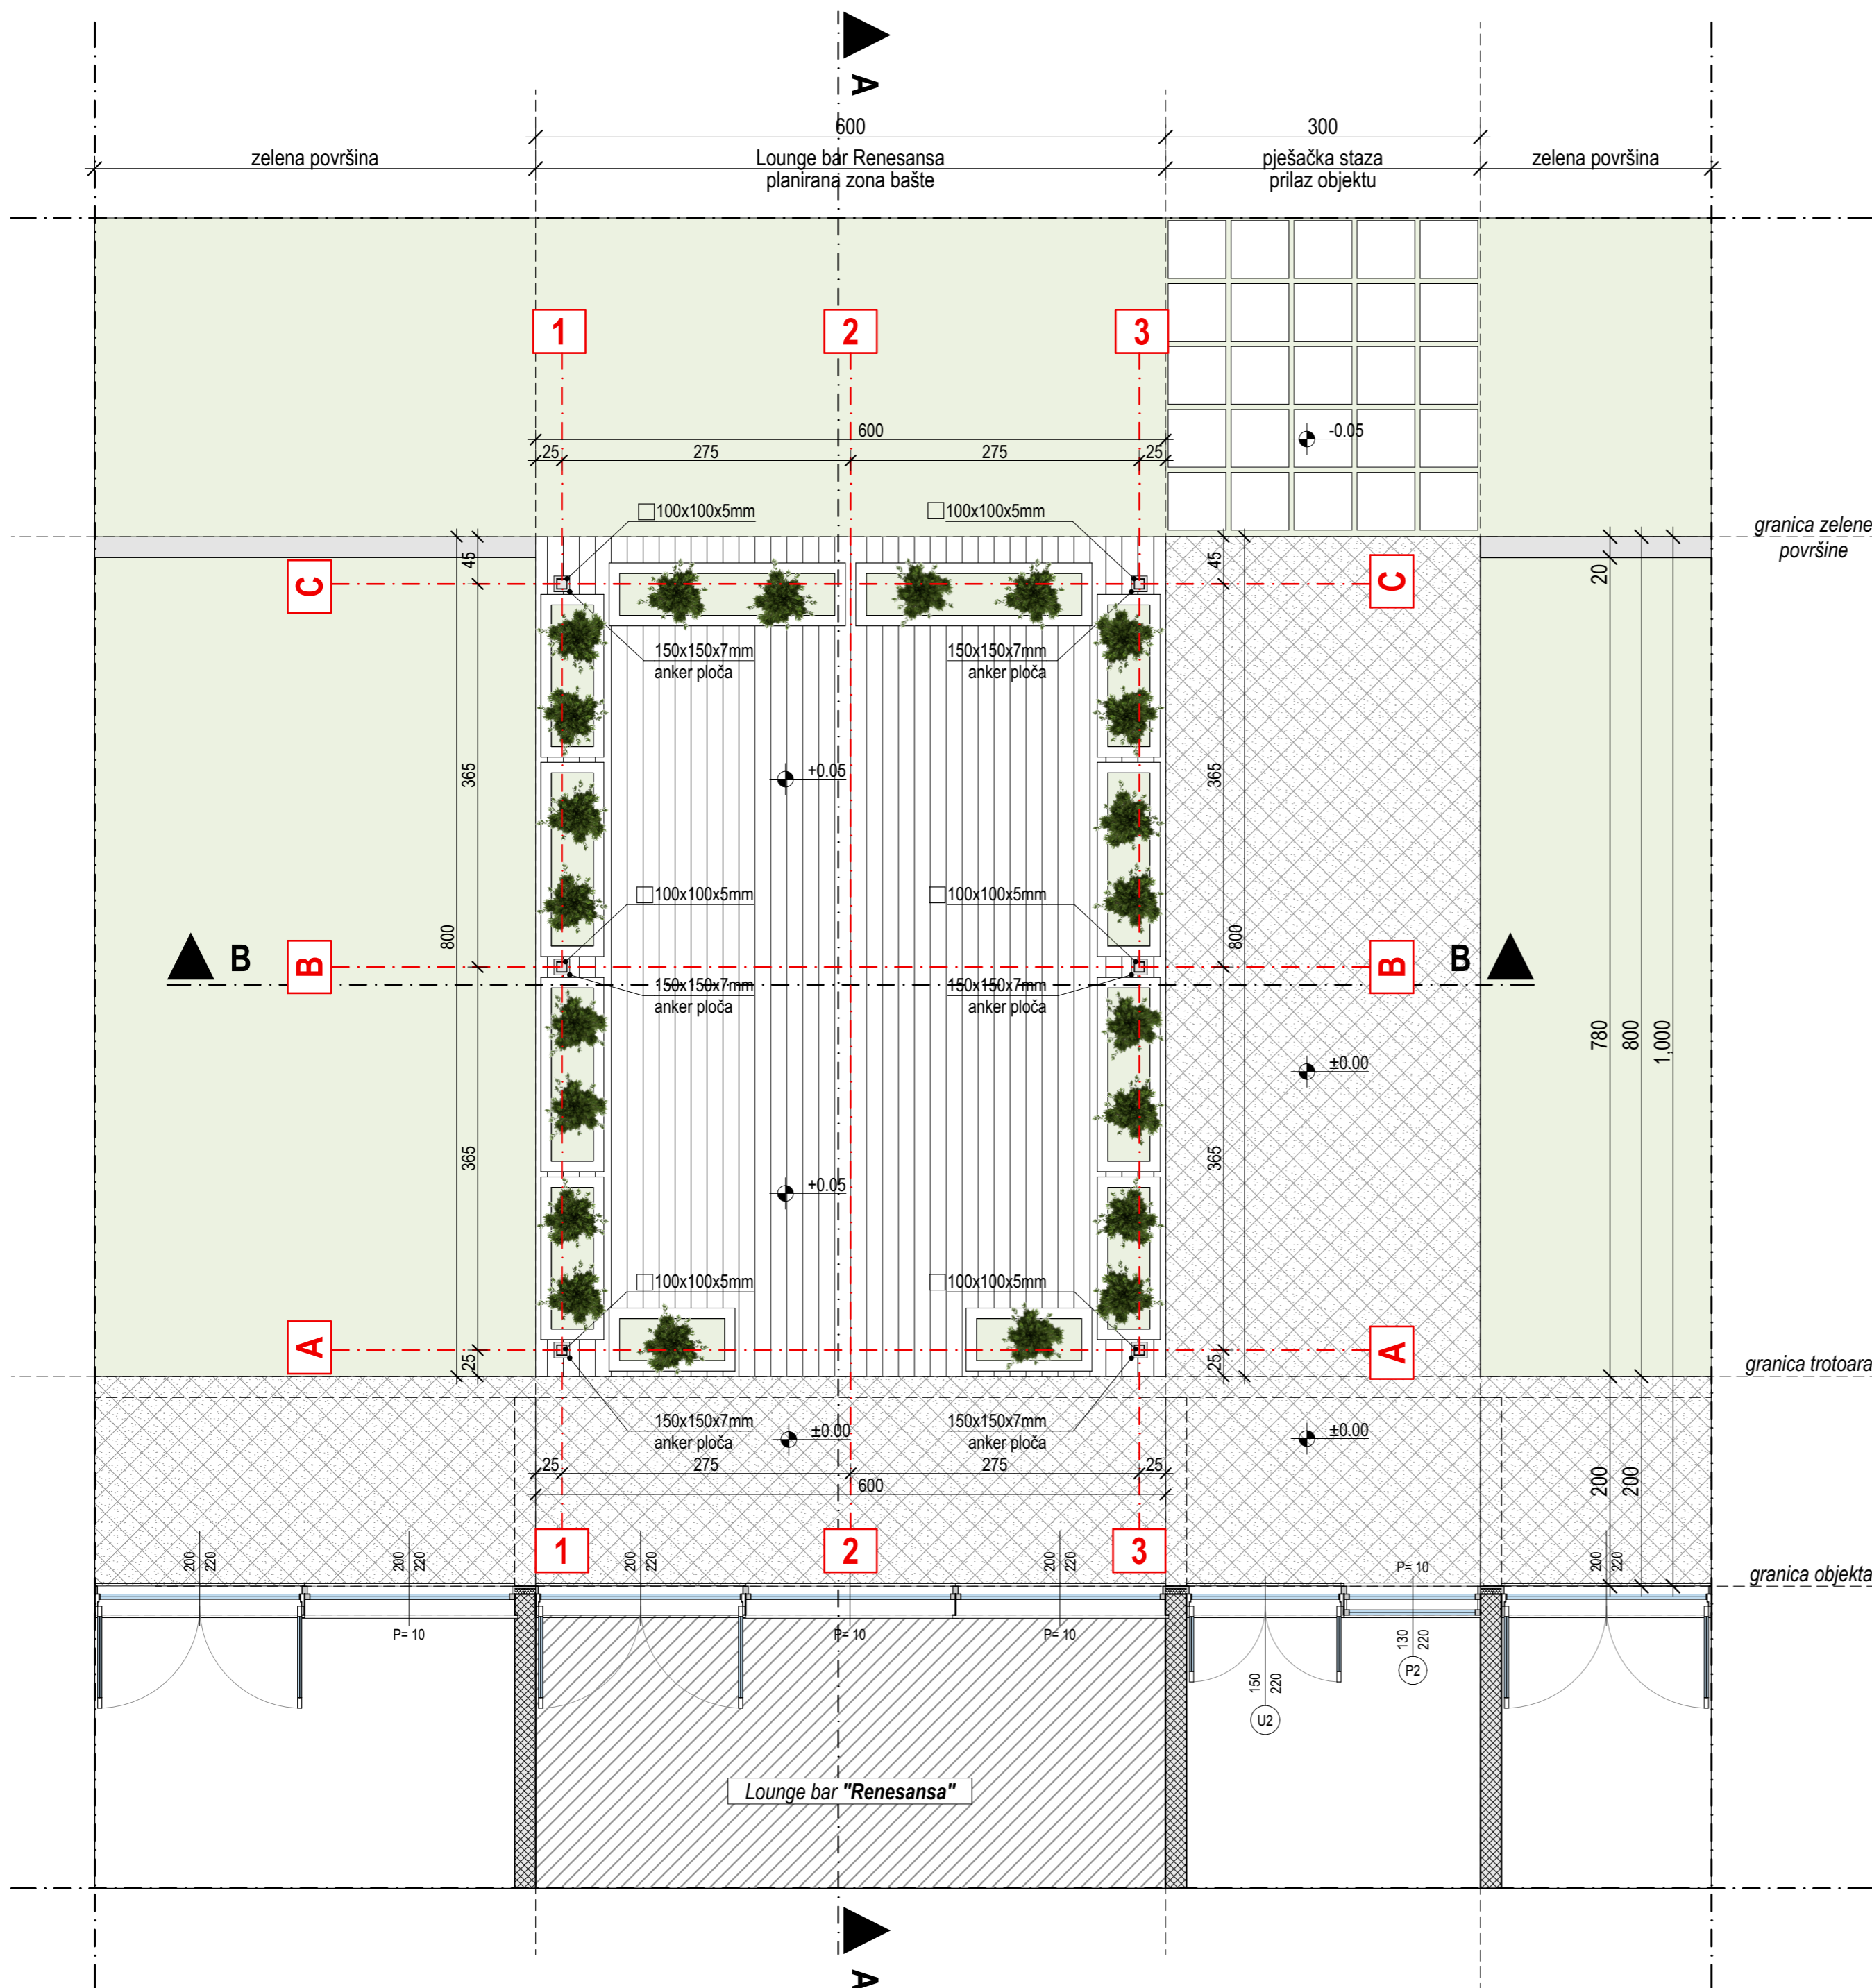 A
600
300
zelena površina
Lounge bar Renesansa
planirana zona bašte
pješačka staza
prilaz objektu
zelena površina
1
2
3
-0.05
600
25
275
275
25
100x100x5mm
100x100x5mm
granica zelene
površine
45
45
20
C
C
150x150x7mm
anker ploča
150x150x7mm
anker ploča
365
365
+0.05
100x100x5mm
100x100x5mm
800
800
B
B
B
B
150x150x7mm
anker ploča
150x150x7mm
anker ploča
780
800
1,000
±0.00
365
365
+0.05
100x100x5mm
100x100x5mm
A
A
25
25
granica trotoara
150x150x7mm
anker ploča
±0.00
150x150x7mm
anker ploča
±0.00
25
275
275
25
600
200
200
1
2
3
200
220
200
220
200
220
200
220
P= 10
200
220
granica objekta
P= 10
P= 10
P= 10
130
220
P2
150
220
U2
Lounge bar "Renesansa"
A